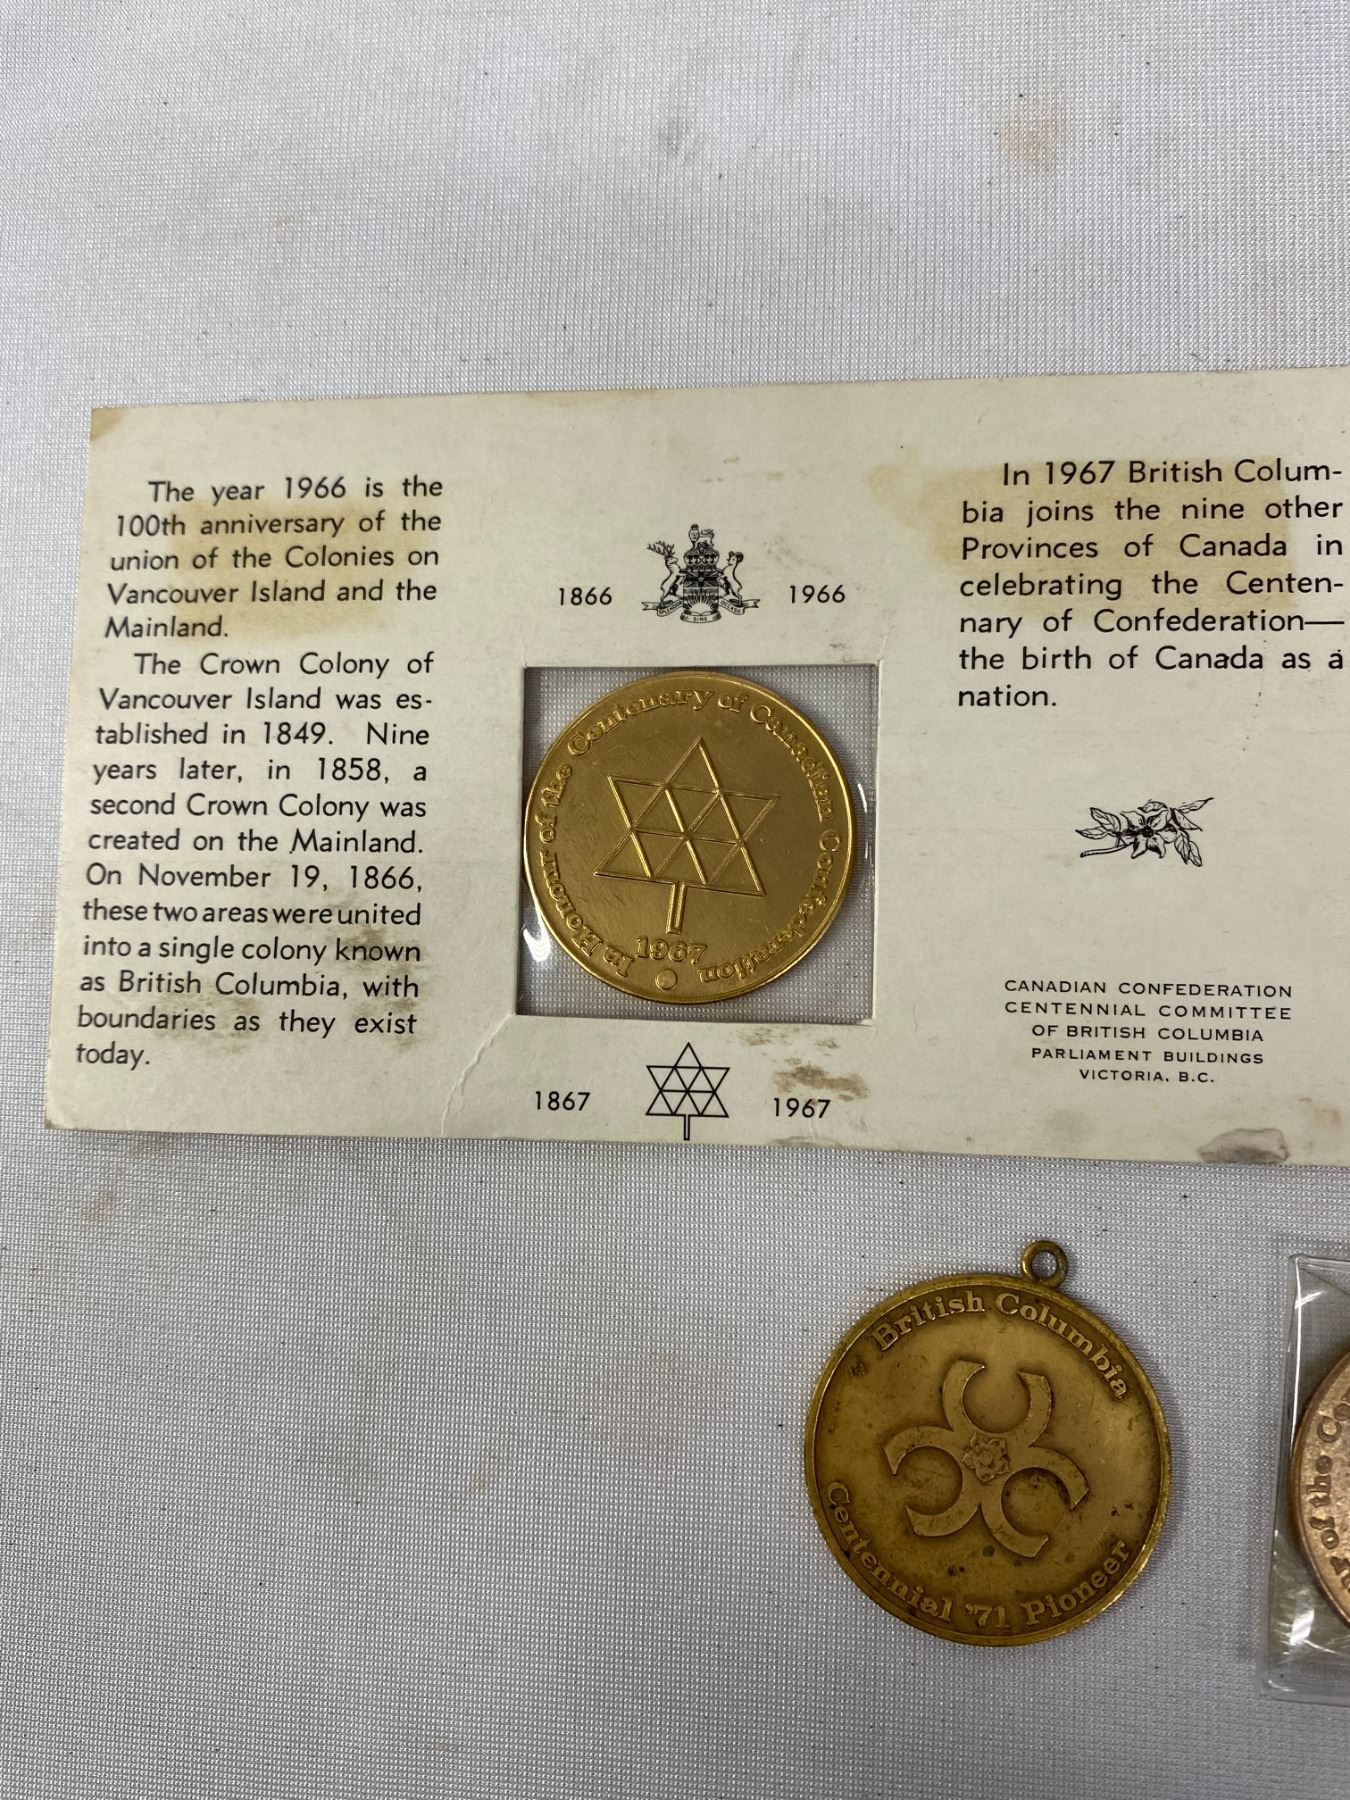 The year 1966 is the
100th anniversary of the
union of the Colonies on
Vancouver Island and the
Mainland.
The Crown Colony of
Vancouver Island was es-
tablished in 1849. Nine
years later, in 1858, a
second Crown Colony was
created on the Mainland.
On November 19, 1866,
these two areas were united
into a single colony known
as British Columbia, with
boundaries as they exist
today.
1866 1966
In Honour of the Centenary of Canadian Confederation
1967
1867 1967
In 1967 British Colum-
bia joins the nine other
Provinces of Canada in
celebrating the Centen-
nary of Confederation—
the birth of Canada as a
nation.
CANADIAN CONFEDERATION
CENTENNIAL COMMITTEE
OF BRITISH COLUMBIA
PARLIAMENT BUILDINGS
VICTORIA, B.C.
British Columbia
Centennial '71 Pioneer
of the